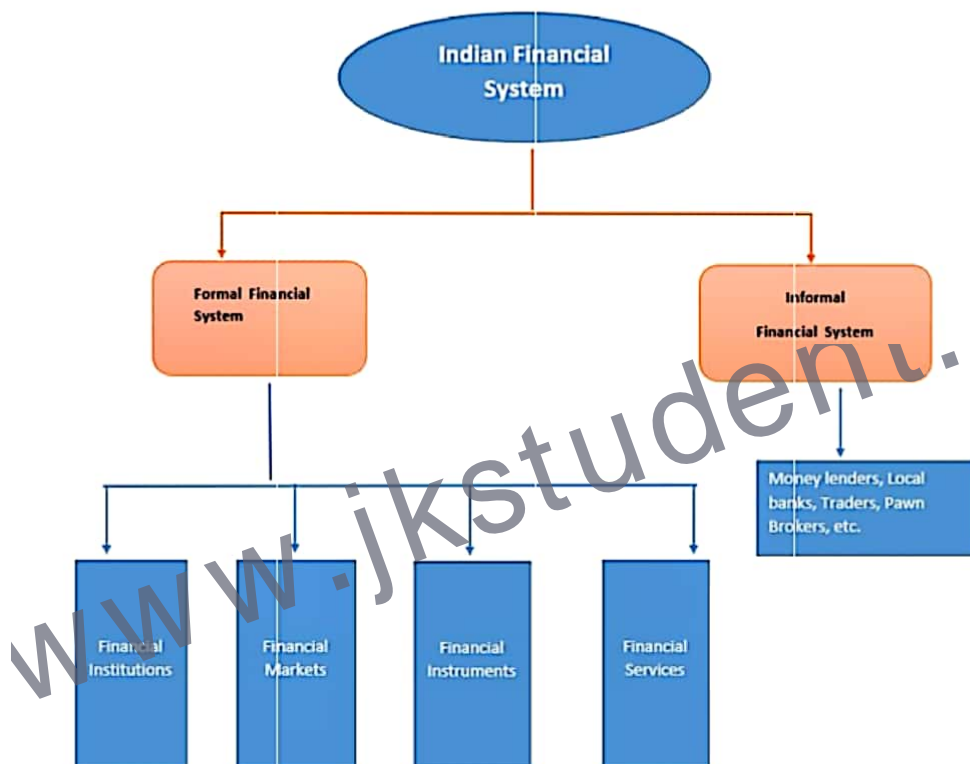 Indian Financial
System
Formal Financial
System
Informal
Financial System
Money lenders, Local
banks, Traders, Pawn
Brokers, etc.
Financial
Institutions
Financial
Markets
Financial
Instruments
Financial
Services
www.jkstudent.